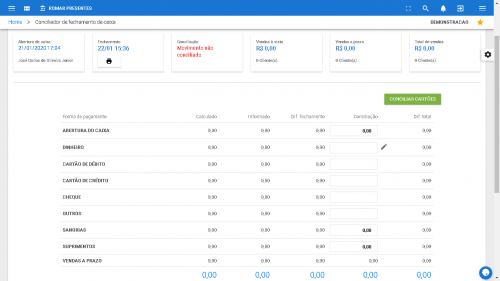 ROMAS PRESENTES
Home > Conciliador de fechamento de caixa DEMONSTRACAO
Abertura do caixa: Fechamento Conciliação Vendas à vista Vendas a prazo Total de vendas
21/01/2020 17:04 22/01 15:36 Movimento não conciliado R$ 0,00 R$ 0,00 R$ 0,00
José Carlos de Oliveira Junior 0 Cliente(s) 0 Cliente(s) 0 Cliente(s)
CONCILIAR CARTÕES
Forma de pagamento Calculado Informado Dif. fechamento Conciliação Dif. total
ABERTURA DO CAIXA 0,00 0,00 0,00 0,00 0,00
DINHEIRO 0,00 0,00 0,00 0,00
CARTÃO DE DÉBITO 0,00 0,00 0,00 0,00
CARTÃO DE CRÉDITO 0,00 0,00 0,00 0,00
CHEQUE 0,00 0,00 0,00 0,00
OUTROS 0,00 0,00 0,00 0,00
SANGRIAS 0,00 0,00 0,00 0,00 0,00
SUPRIMENTOS 0,00 0,00 0,00 0,00 0,00
VENDAS A PRAZO 0,00 0,00 0,00 0,00 0,00
0,00 0,00 0,00 0,00 0,00